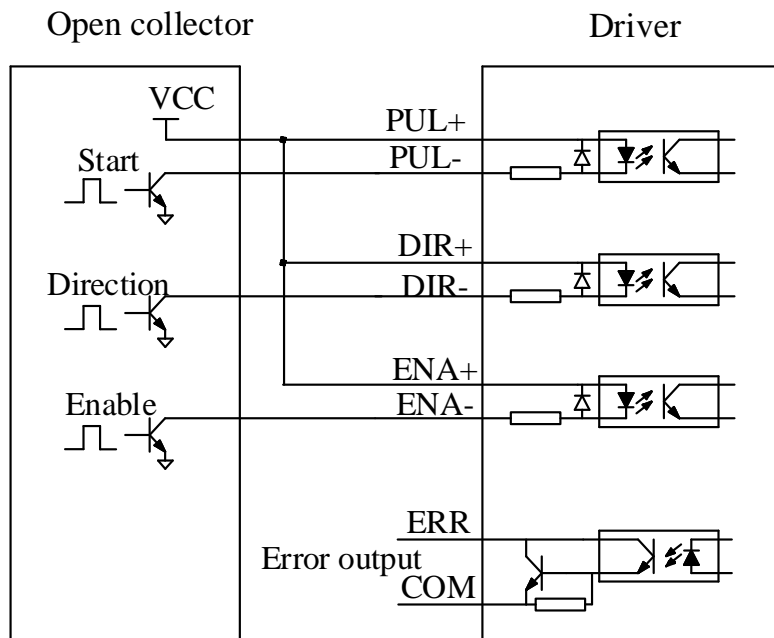 Open collector
Driver
VCC
PUL+
Start
PUL-
DIR+
Direction
DIR-
ENA+
Enable
ENA-
ERR
Error output
COM